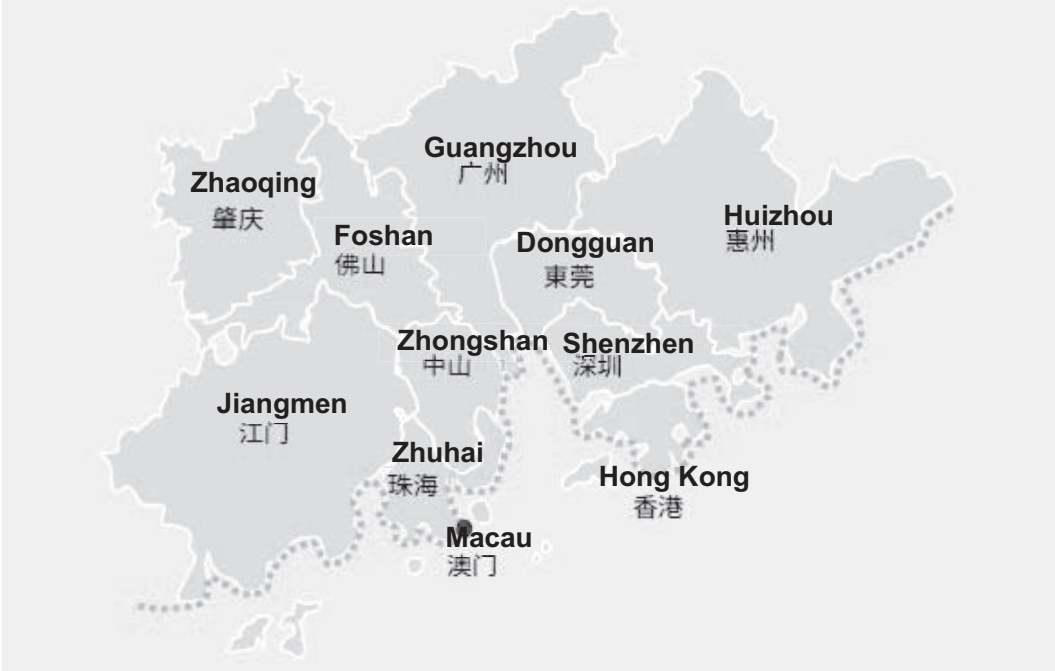 Guangzhou
广州
Zhaoqing
肇庆
Foshan
佛山
Dongguan
東莞
Huizhou
惠州
Zhongshan
中山
Shenzhen
深圳
Jiangmen
江门
Zhuhai
珠海
Hong Kong
香港
Macau
澳门